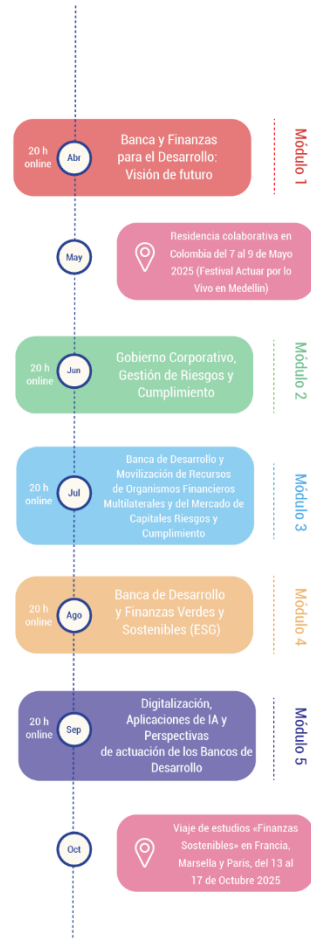 20 h
online
Abr
Banca y Finanzas
para el Desarrollo:
Visión de futuro
Módulo 1
May
Residencia colaborativa en
Colombia del 7 al 9 de Mayo
2025 (Festival Actuar por lo
Vivo en Medellin)
20 h
online
Jun
Gobierno Corporativo,
Gestión de Riesgos y
Cumplimiento
Módulo 2
20 h
online
Jul
Banca de Desarrollo y
Movilización de Recursos
de Organismos Financieros
Multilaterales y del Mercado de
Capitales Riesgos y
Cumplimiento
Módulo 3
20 h
online
Ago
Banca de Desarrollo
y Finanzas Verdes y
Sostenibles (ESG)
Módulo 4
20 h
online
Sep
Digitalización,
Aplicaciones de IA y
Perspectivas
de actuación de los Bancos de
Desarrollo
Módulo 5
Oct
Viaje de estudios «Finanzas
Sostenibles» en Francia,
Marsella y Paris, del 13 al
17 de Octubre 2025